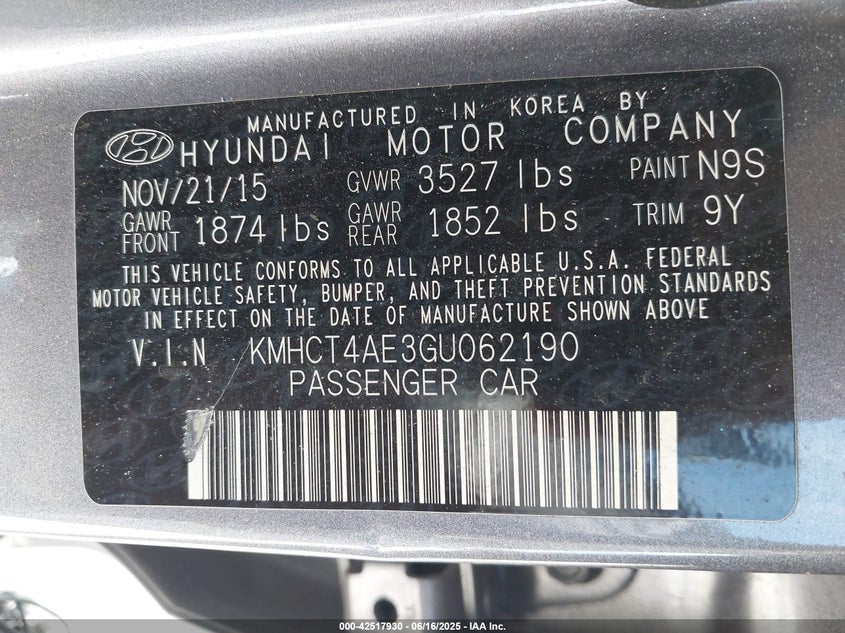 MANUFACTURED IN KOREA BY
HYUNDAI MOTOR COMPANY
NOV/21/15 GVWR 3527 lbs PAINT N9S
GAWR FRONT 1874 lbs GAWR REAR 1852 lbs TRIM 9Y
THIS VEHICLE CONFORMS TO ALL APPLICABLE U.S.A. FEDERAL
MOTOR VEHICLE SAFETY, BUMPER, AND THEFT PREVENTION STANDARDS
IN EFFECT ON THE DATE OF MANUFACTURE SHOWN ABOVE
V.I.N KMHCT4AE3GU062190
PASSENGER CAR
000-42517930 - 06/16/2025 - IAA Inc.